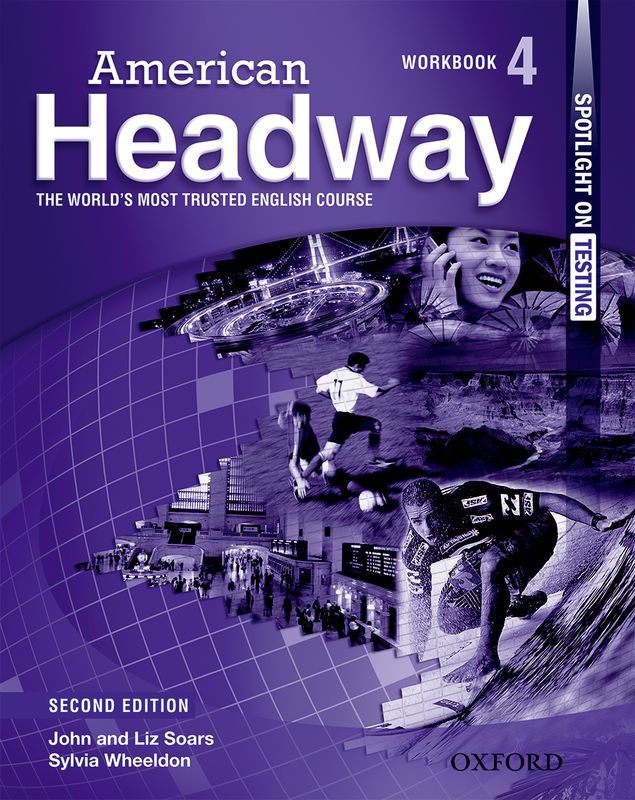 American
Headway
WORKBOOK 4
THE WORLD'S MOST TRUSTED ENGLISH COURSE
SPOTLIGHT ON TESTING
11
SECOND EDITION
John and Liz Soars
Sylvia Wheeldon
OXFORD